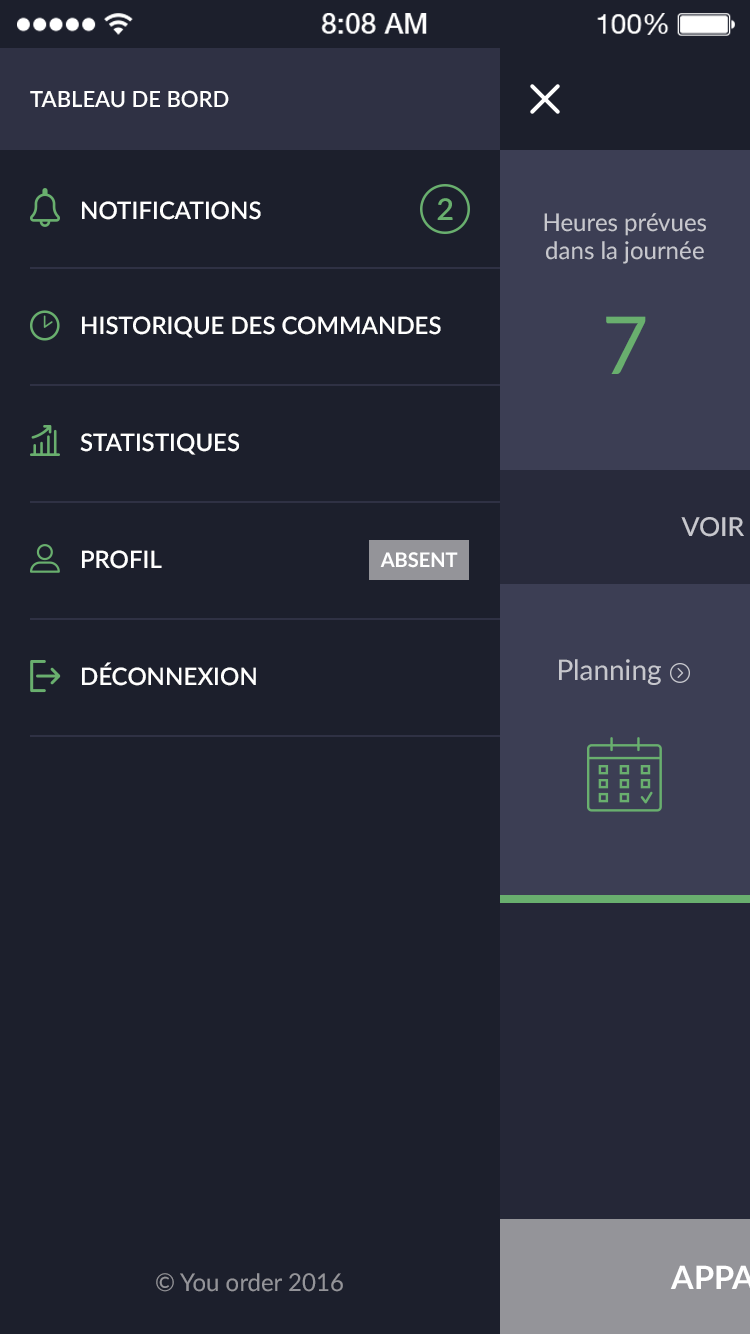 8:08 AM
100%
TABLEAU DE BORD
NOTIFICATIONS
2
HISTORIQUE DES COMMANDES
STATISTIQUES
PROFIL
ABSENT
DÉCONNEXION
© You order 2016
Heures prévues
dans la journée
7
VOIR
Planning
APPA